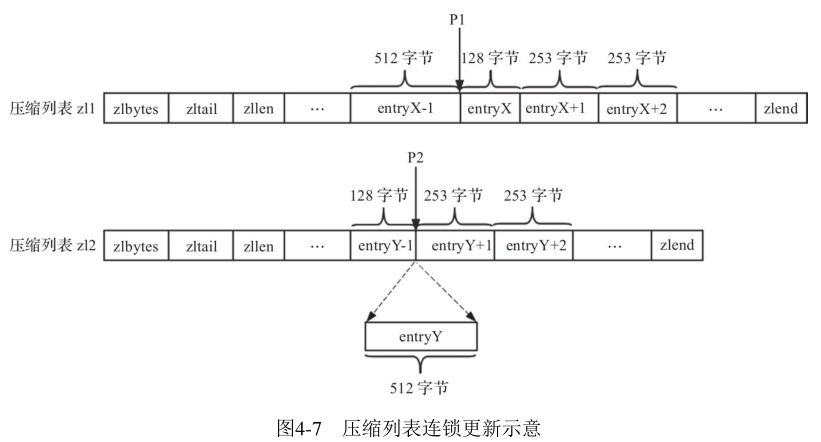 P1
512 字节 128 字节 253 字节 253 字节
压缩列表 zl1 zlbytes zltail zllen … entryX-1 entryX entryX+1 entryX+2 … zlend
P2
128 字节 253 字节 253 字节
压缩列表 zl2 zlbytes zltail zllen … entryY-1 entryY+1 entryY+2 … zlend
entryY
512 字节
图4-7 压缩列表连锁更新示意